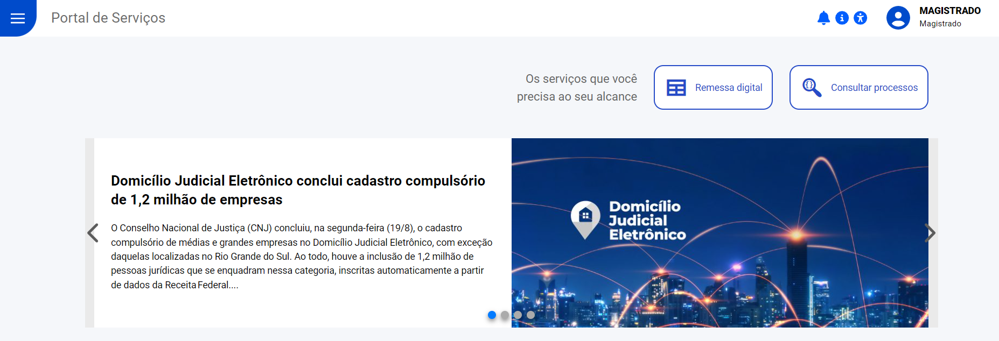 Portal de Serviços
MAGISTRADO
Magistrado
Os serviços que você
precisa ao seu alcance
Remessa digital
Consultar processos
Domicílio Judicial Eletrônico conclui cadastro compulsório
de 1,2 milhão de empresas
O Conselho Nacional de Justiça (CNJ) concluiu, na segunda-feira (19/8), o cadastro
compulsório de médias e grandes empresas no Domicílio Judicial Eletrônico, com exceção
daquelas localizadas no Rio Grande do Sul. Ao todo, houve a inclusão de 1,2 milhão de
pessoas jurídicas que se enquadram nessa categoria, inscritas automaticamente a partir
de dados da Receita Federal....
Domicílio
Judicial
Eletrônico